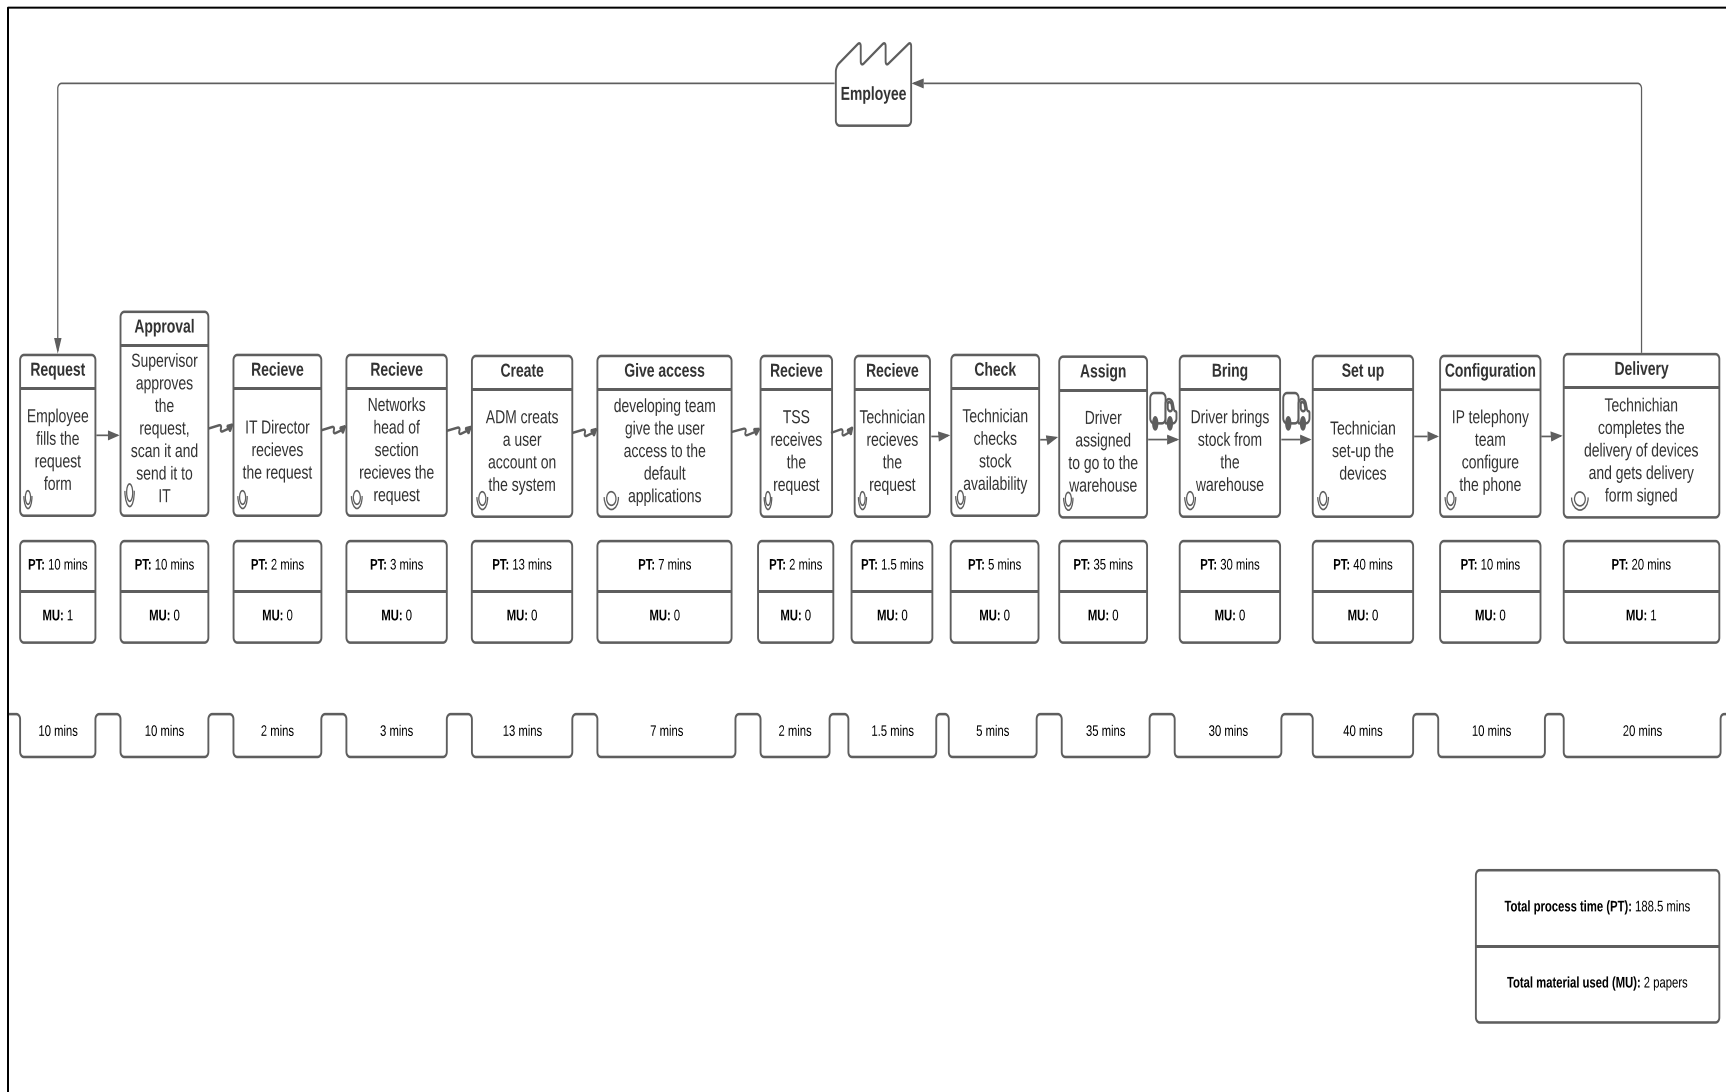 Employee
Request
Employee
fills the
request
form
Approval
Supervisor
approves
the
request,
scan it and
send it to
IT
Recieve
IT Director
recieves
the request
Recieve
Networks
head of
section
recieves the
request
Create
ADM creats
a user
account on
the system
Give access
developing team
give the user
access to the
default
applications
Recieve
TSS
receives
the
request
Recieve
Technician
recieves
the
request
Check
Technician
checks
stock
availability
Assign
Driver
assigned
to go to the
warehouse
Bring
Driver brings
stock from
the
warehouse
Set up
Technician
set-up the
devices
Configuration
IP telephony
team
configure
the phone
Delivery
Technichian
completes the
delivery of devices
and gets delivery
form signed
PT: 10 mins
PT: 10 mins
PT: 2 mins
PT: 3 mins
PT: 13 mins
PT: 7 mins
PT: 2 mins
PT: 1.5 mins
PT: 5 mins
PT: 35 mins
PT: 30 mins
PT: 40 mins
PT: 10 mins
PT: 20 mins
MU: 1
MU: 0
MU: 0
MU: 0
MU: 0
MU: 0
MU: 0
MU: 0
MU: 0
MU: 0
MU: 0
MU: 0
MU: 0
MU: 1
10 mins
10 mins
2 mins
3 mins
13 mins
7 mins
2 mins
1.5 mins
5 mins
35 mins
30 mins
40 mins
10 mins
20 mins
Total process time (PT): 188.5 mins
Total material used (MU): 2 papers